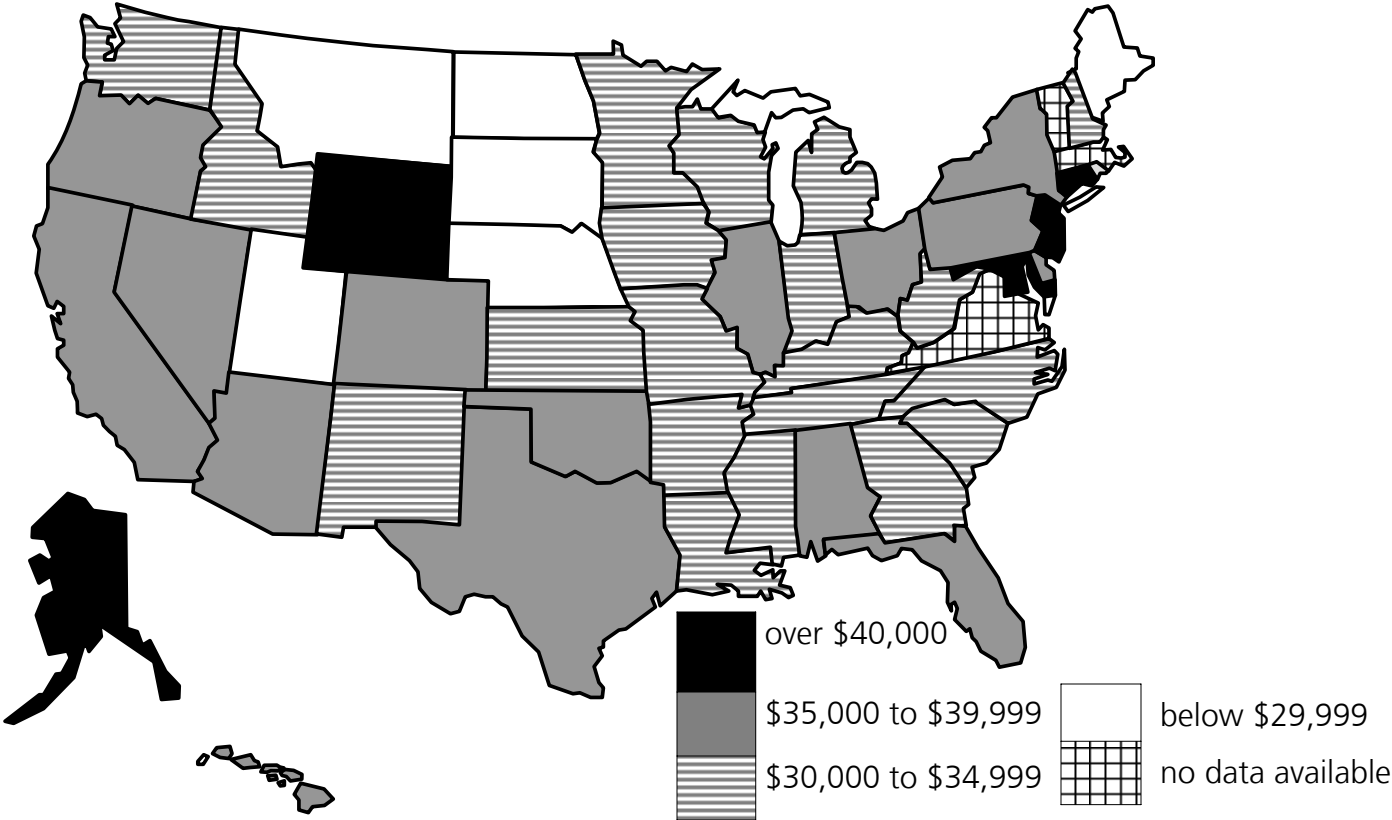 over $40,000
$35,000 to $39,999
$30,000 to $34,999
below $29,999
no data available